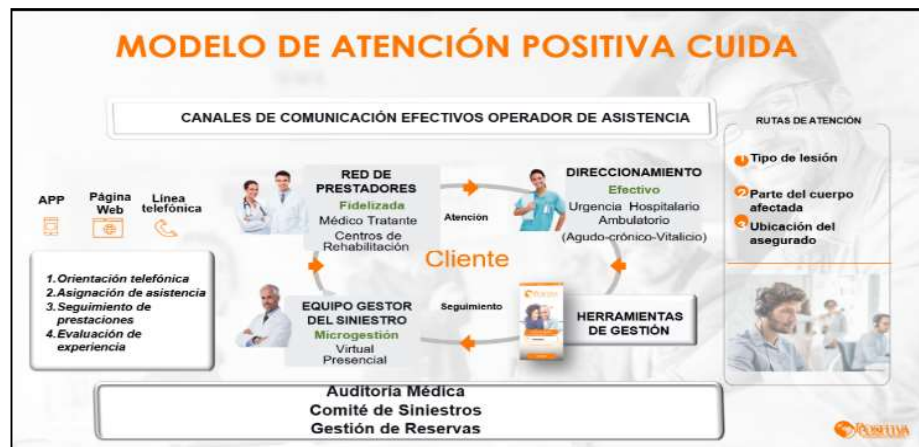 MODELO DE ATENCIÓN POSITIVA CUIDA
CANALES DE COMUNICACIÓN EFECTIVOS OPERADOR DE ASISTENCIA
APP
Página
Web
Línea
telefónica
1.Orientación telefónica
2.Asignación de asistencia
3.Seguimiento de
prestaciones
4.Evaluación de
experiencia
RED DE
PRESTADORES
Fidelizada
Médico Tratante
Centros de
Rehabilitación
Atención
DIRECCIONAMIENTO
Efectivo
Urgencia Hospitalario
Ambulatorio
(Agudo-crónico-Vitalicio)
Cliente
EQUIPO GESTOR
DEL SINIESTRO
Microgestión
Virtual
Presencial
Seguimiento
HERRAMIENTAS
DE GESTIÓN
RUTAS DE ATENCIÓN
1 Tipo de lesión
2 Parte del cuerpo
afectada
3 Ubicación del
asegurado
Auditoría Médica
Comité de Siniestros
Gestión de Reservas
POSITIVA